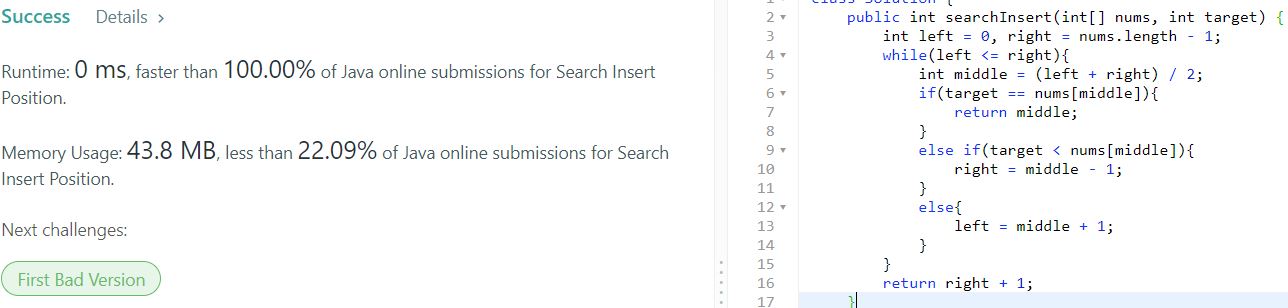 Success Details >
Runtime: 0 ms, faster than 100.00% of Java online submissions for Search Insert
Position.
Memory Usage: 43.8 MB, less than 22.09% of Java online submissions for Search
Insert Position.
Next challenges:
First Bad Version
2 public int searchInsert(int[] nums, int target) {
3 int left = 0, right = nums.length - 1;
4 while(left <= right){
5 int middle = (left + right) / 2;
6 if(target == nums[middle]){
7 return middle;
8 }
9 else if(target < nums[middle]){
10 right = middle - 1;
11 }
12 else{
13 left = middle + 1;
14 }
15 }
16 return right + 1;
17 }